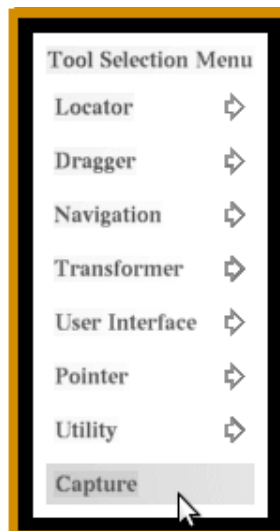 Tool Selection Menu
Locator
Dragger
Navigation
Transformer
User Interface
Pointer
Utility
Capture